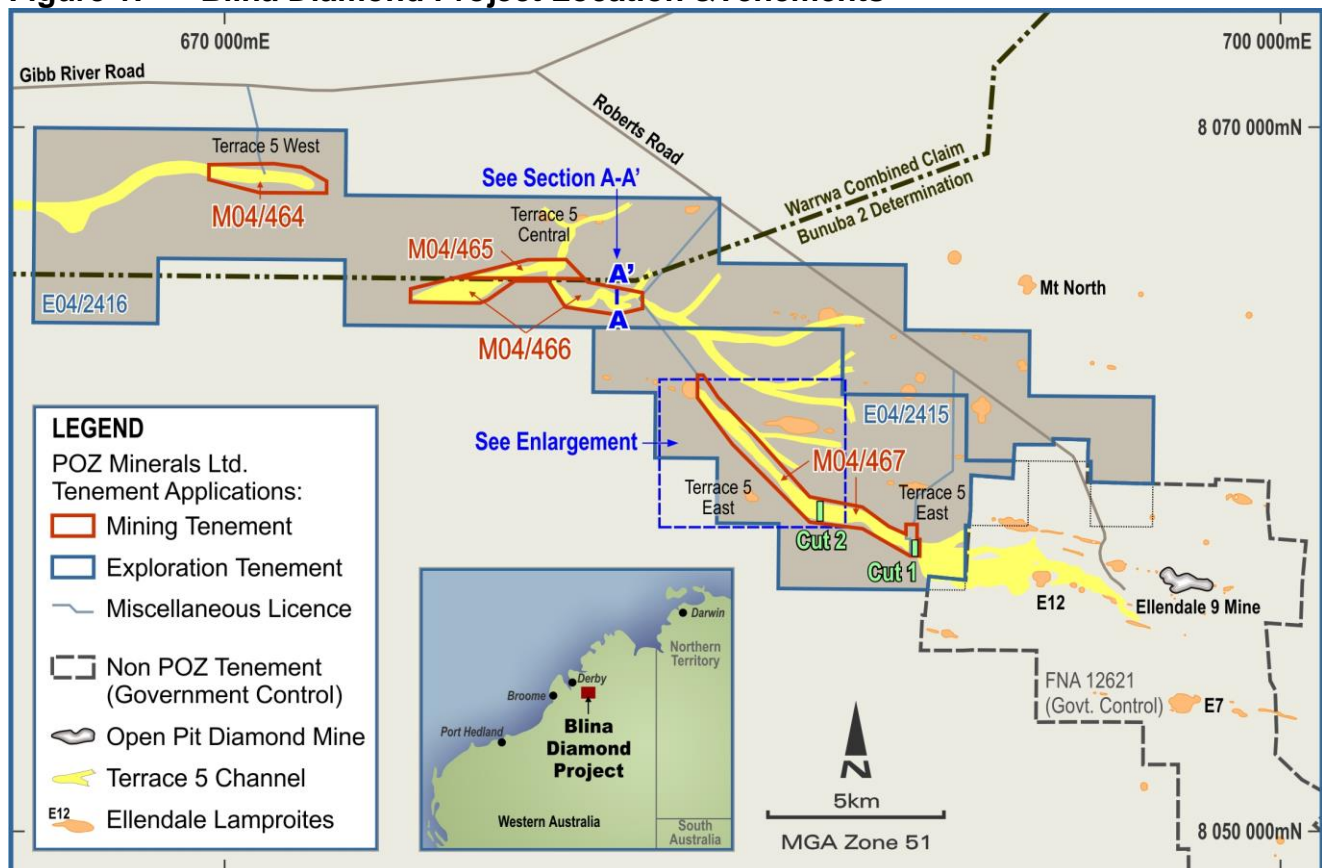 Figure 1: Blina Diamond Project Location & Tenements
670 000mE
700 000mE
Gibb River Road
Roberts Road
8 070 000mN
Terrace 5 West
See Section A-A’
Warrwa Combined Claim
Bunuba 2 Determination
M04/464
Terrace 5
Central
M04/465
A’
A
Mt North
E04/2416
M04/466
E04/2415
See Enlargement
M04/467
Terrace 5
East
Terrace 5
East
Cut 2
Cut 1
E12
Ellendale 9 Mine
FNA 12621
(Govt. Control)
E7
LEGEND
POZ Minerals Ltd.
Tenement Applications:
Mining Tenement
Exploration Tenement
Miscellaneous Licence
Non POZ Tenement
(Government Control)
Open Pit Diamond Mine
Terrace 5 Channel
E12
Ellendale Lamproites
Darwin
Northern
Territory
Derby
Broome
Port Hedland
Blina
Diamond
Project
Western Australia
South
Australia
N
5km
MGA Zone 51
8 050 000mN